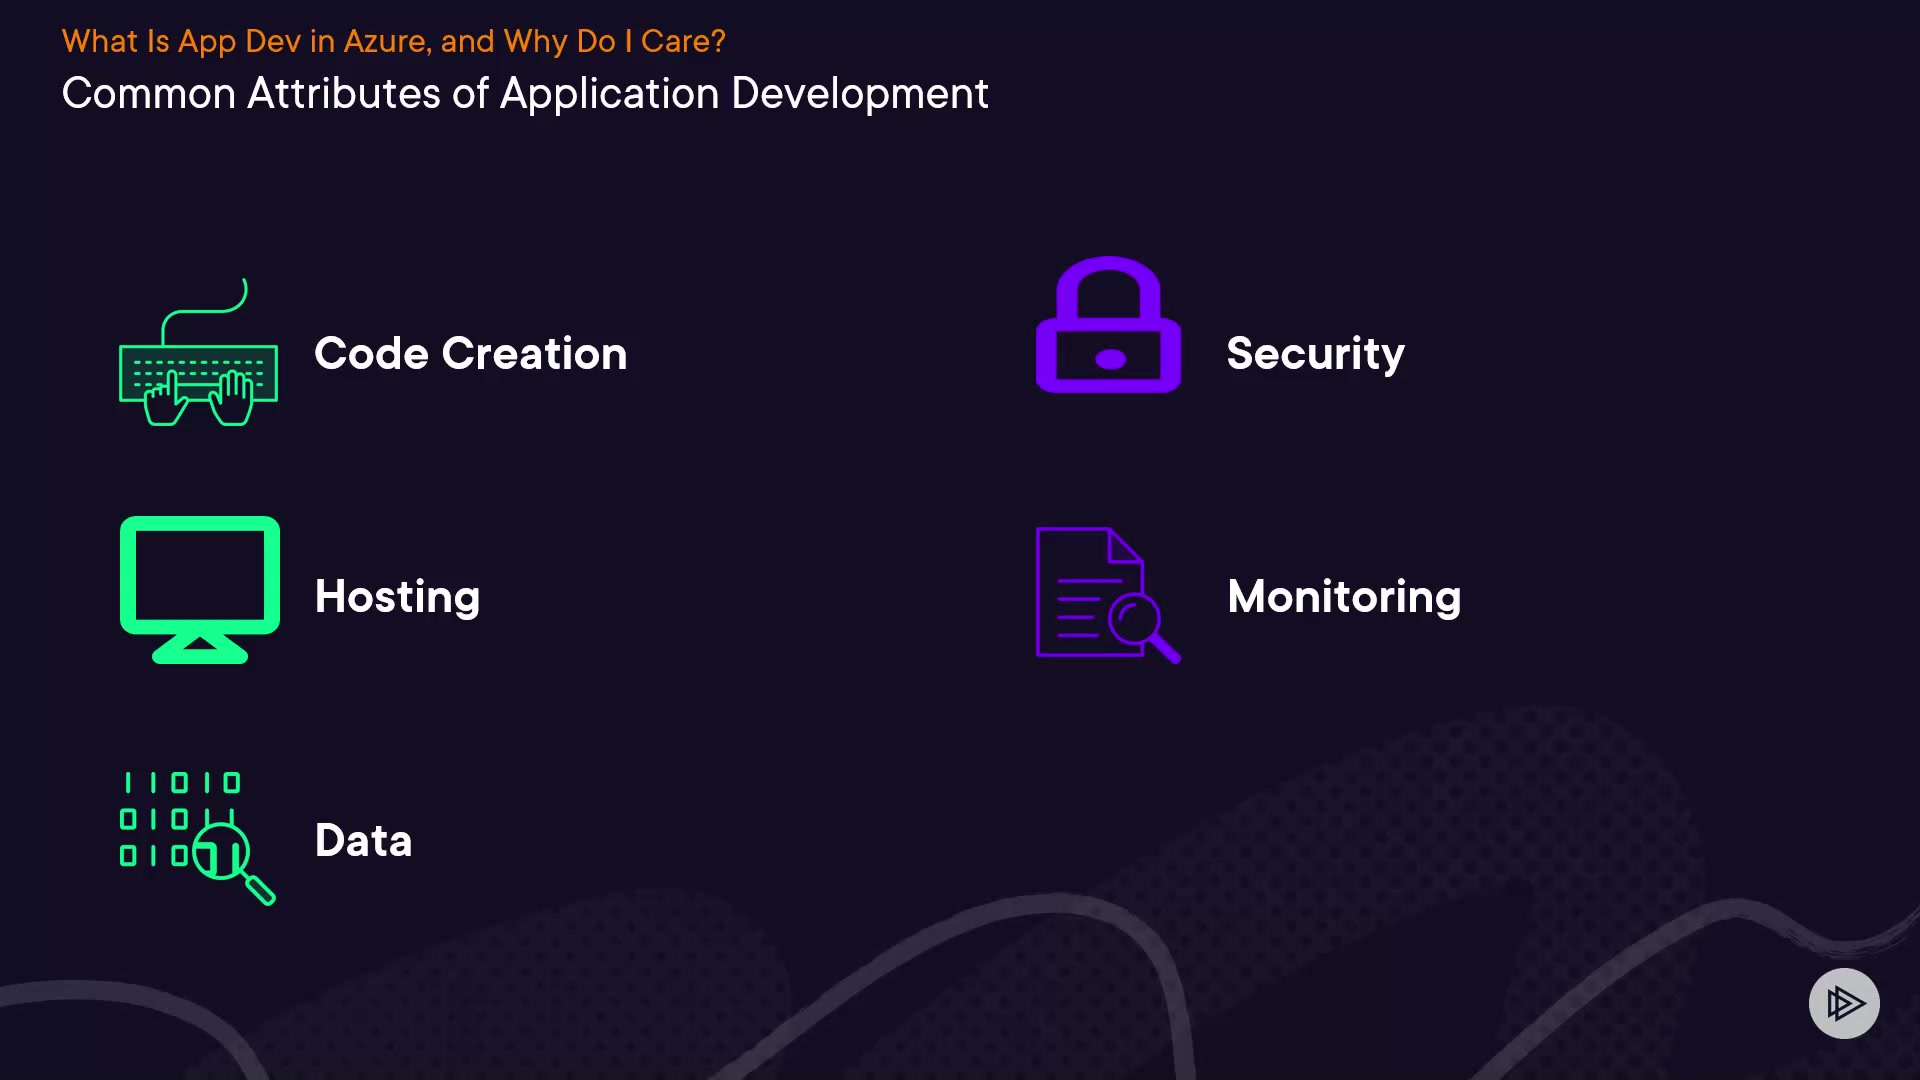 What Is App Dev in Azure, and Why Do I Care?
Common Attributes of Application Development
Code Creation
Security
Hosting
Monitoring
Data